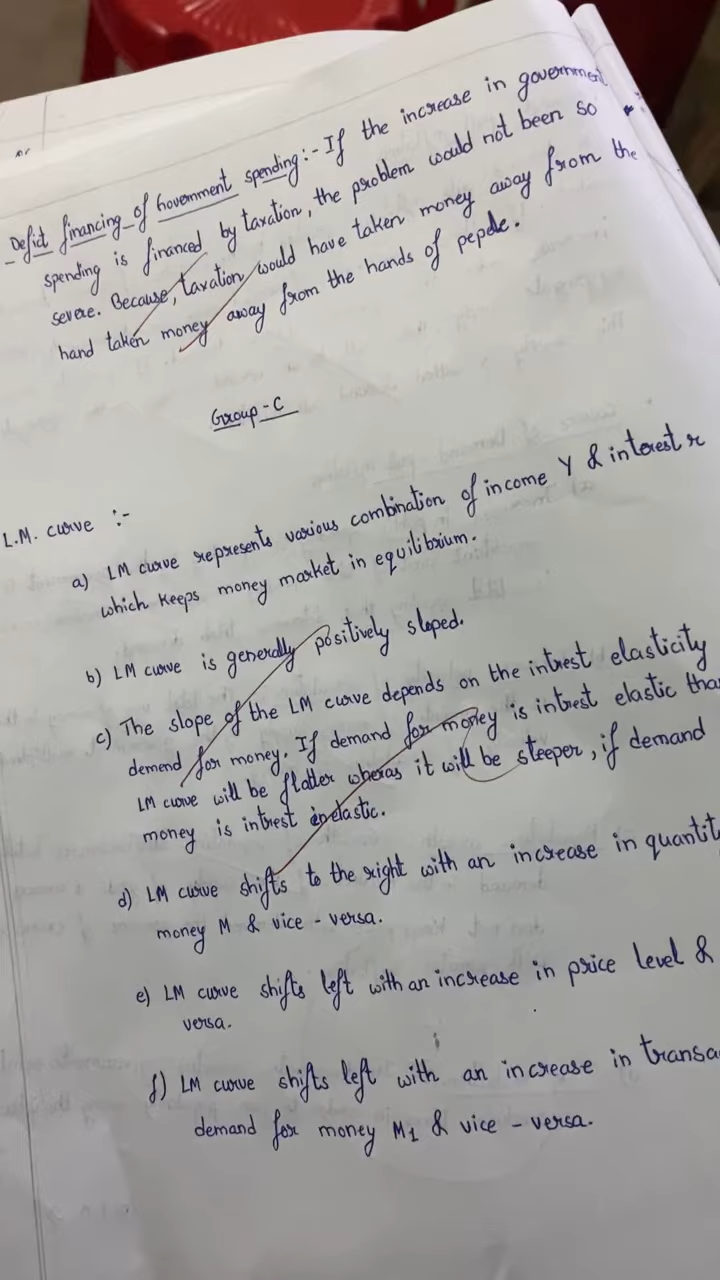 Deficit financing of Government spending :- If the increase in government
spending is financed by taxation, the problem would not been so
severe. Because, taxation would have taken money away from the
hand taken money away from the hands of pepole.
Group - C
L.M. curve :-
a) LM curve represents various combination of income Y & interest r
which keeps money market in equilibrium.
b) LM curve is generally positively sloped.
c) The slope of the LM curve depends on the intrest elasticity
demend for money. If demand for money is intrest elastic than
LM curve will be flatter wheras it will be steeper, if demand
money is intrest inelastic.
d) LM curve shifts to the right with an increase in quantit
money M & vice - versa.
e) LM curve shifts left with an increase in price level &
versa.
f) LM curve shifts left with an increase in transa
demand for money M1 & vice - versa.